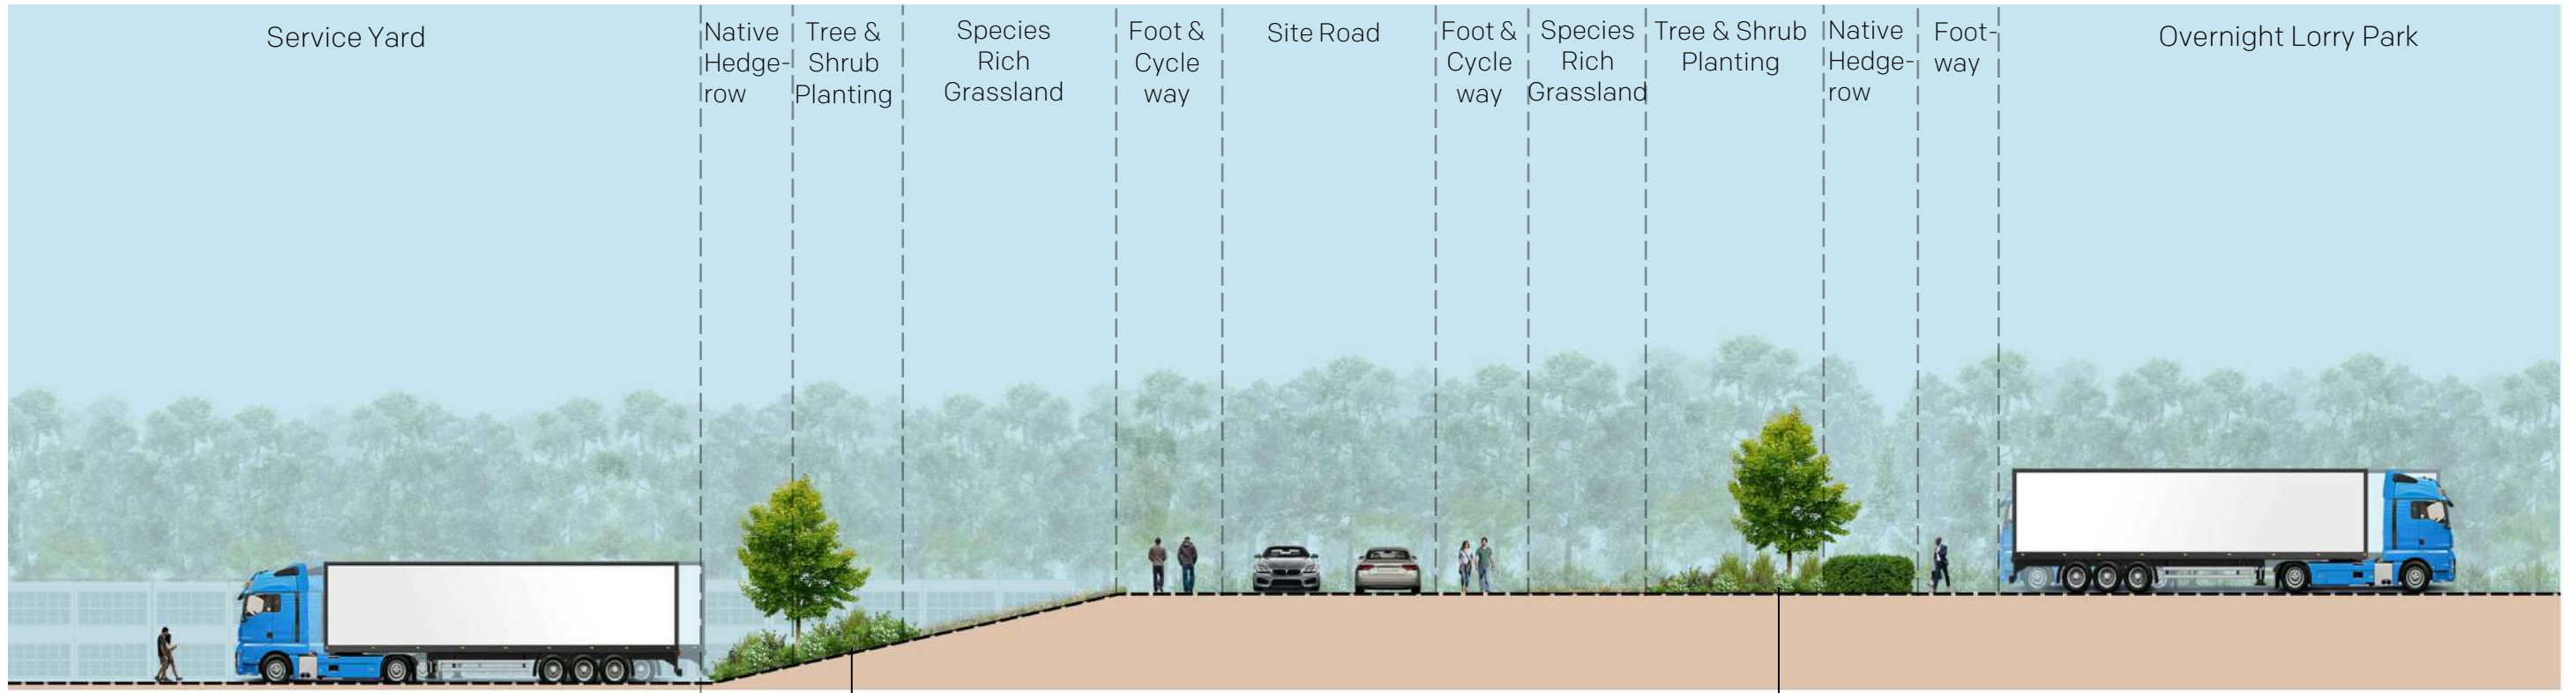 Service Yard
Native
Hedge-
row
Tree &
Shrub
Planting
Species
Rich
Grassland
Foot &
Cycle
way
Site Road
Foot &
Cycle
way
Species
Rich
Grassland
Tree & Shrub
Planting
Native
Hedge-
row
Foot-
way
Overnight Lorry Park